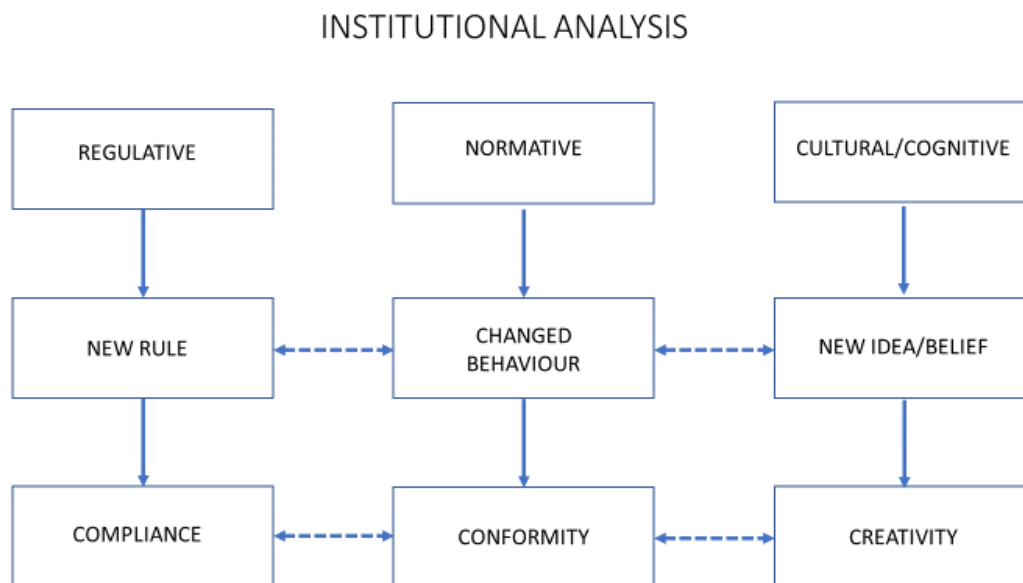 INSTITUTIONAL ANALYSIS
REGULATIVE
NORMATIVE
CULTURAL/COGNITIVE
NEW RULE
CHANGED
BEHAVIOUR
NEW IDEA/BELIEF
COMPLIANCE
CONFORMITY
CREATIVITY